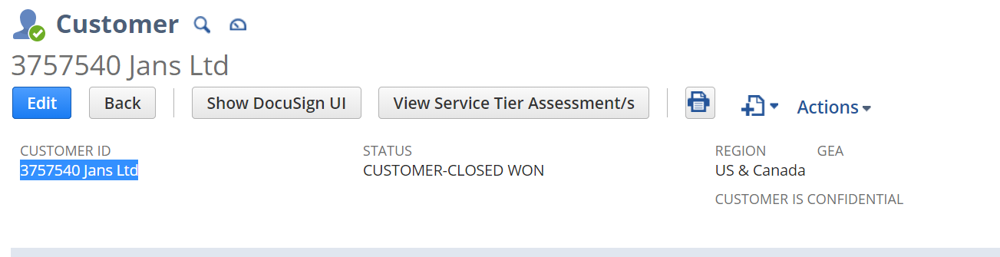 Customer
3757540 Jans Ltd
Edit
Back
Show DocuSign UI
View Service Tier Assessment/s
Actions
CUSTOMER ID
3757540 Jans Ltd
STATUS
CUSTOMER-CLOSED WON
REGION
US & Canada
GEA
CUSTOMER IS CONFIDENTIAL